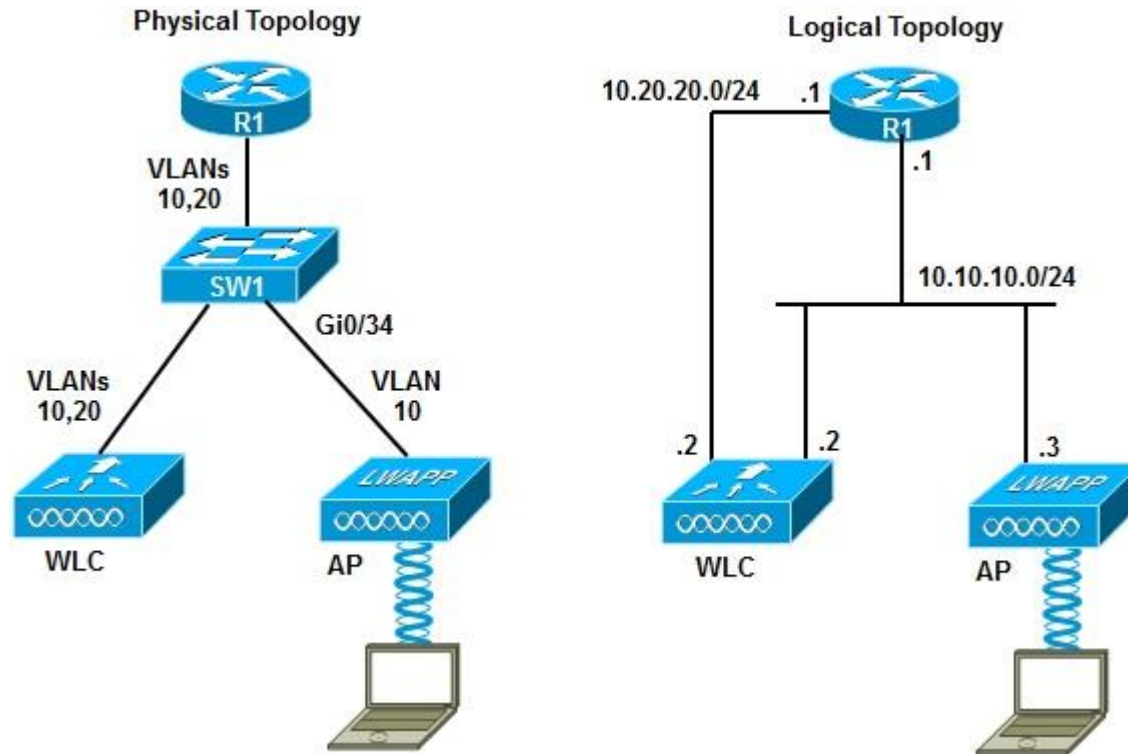 Physical Topology
R1
VLANs
10,20
SW1
Gi0/34
VLANs
10,20
VLAN
10
LWAPP
WLC
AP
Logical Topology
10.20.20.0/24
.1
R1
.1
10.10.10.0/24
.2
.2
.3
LWAPP
WLC
AP